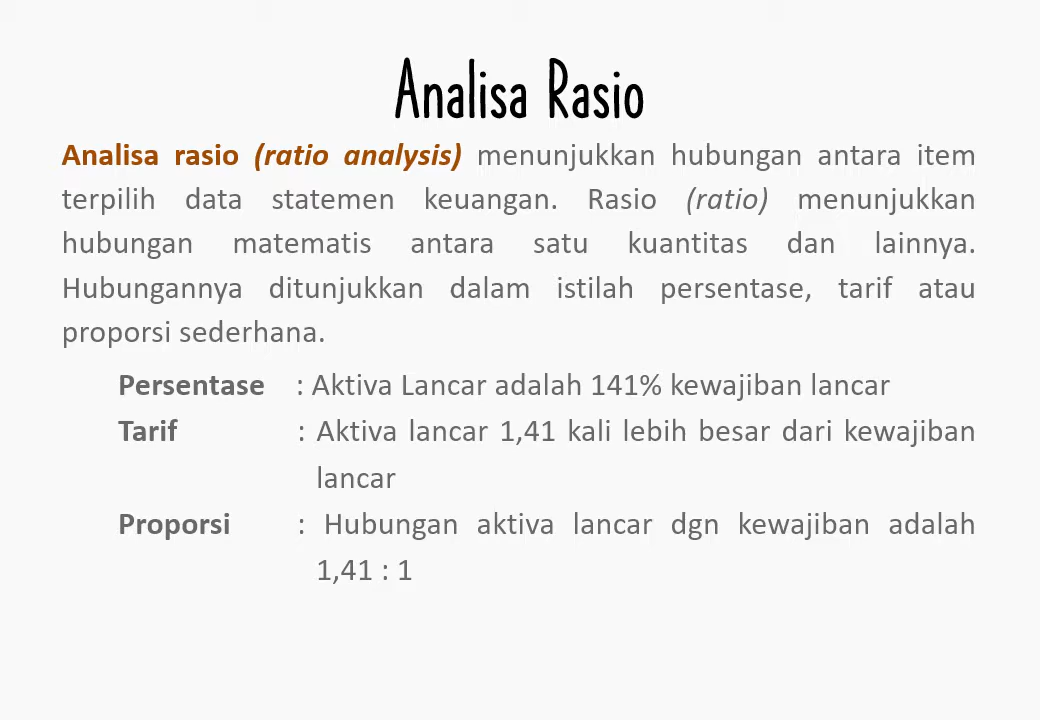 Analisa Rasio
Analisa rasio (ratio analysis) menunjukkan hubungan antara item
terpilih data statemen keuangan. Rasio (ratio) menunjukkan
hubungan matematis antara satu kuantitas dan lainnya.
Hubungannya ditunjukkan dalam istilah persentase, tarif atau
proporsi sederhana.
Persentase : Aktiva Lancar adalah 141% kewajiban lancar
Tarif : Aktiva lancar 1,41 kali lebih besar dari kewajiban
lancar
Proporsi : Hubungan aktiva lancar dgn kewajiban adalah
1,41 : 1